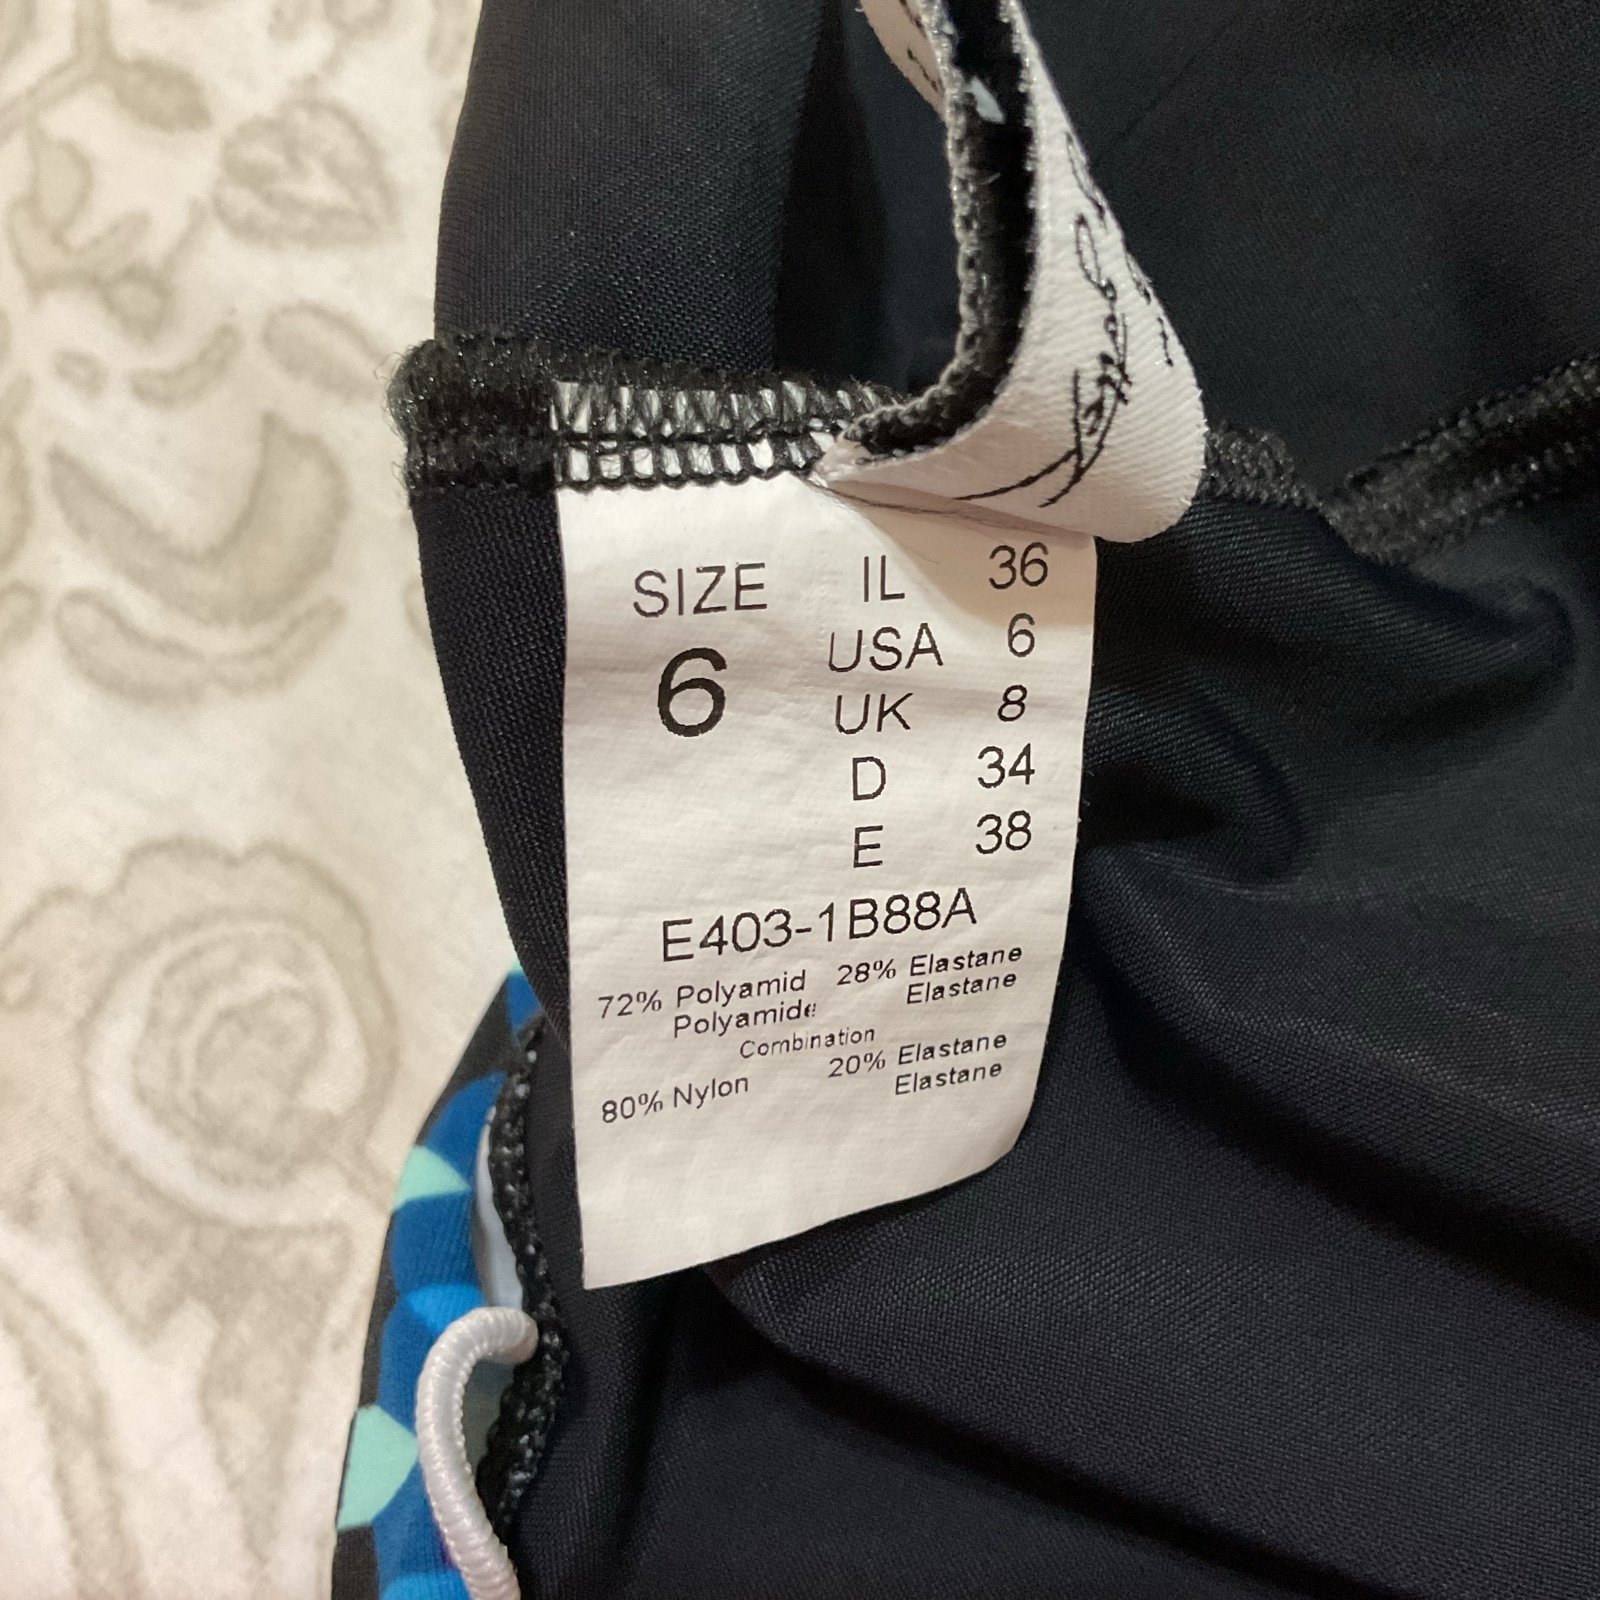 SIZE IL 36
6 USA 6
UK 8
D 34
E 38
E403-1B88A
72% Polyamid 28% Elastane
Polyamide Elastane
Combination
80% Nylon 20% Elastane
Elastane